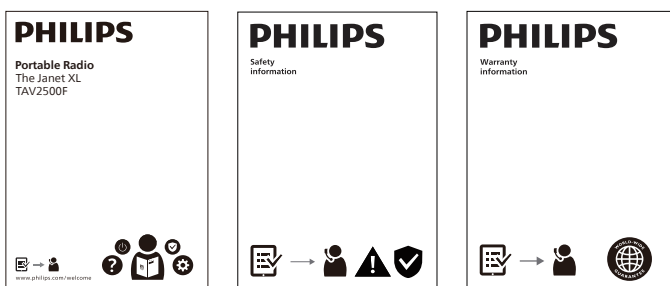 PHILIPS
Portable Radio
The Janet XL
TAV2500F
?
www.philips.com/welcome
PHILIPS
Safety
information
!
PHILIPS
Warranty
information
WORLD-WIDE
GUARANTEE